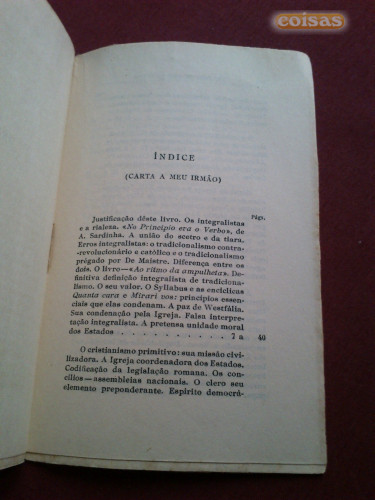 coisas
ÍNDICE
(CARTA A MEU IRMÃO)
Págs.
Justificação dêste livro. Os integralistas
e a rialeza. «No Princípio era o Verbo», de
A. Sardinha. A união do scetro e da tiara.
Erros integralistas: o tradicionalismo contra-
-revolucionário e católico e o tradicionalismo
prègado por De Maistre. Diferença entre os
dois. O livro—«Ao ritmo da ampulheta». De-
finitiva definição integralista de tradiciona-
lismo. O seu valor. O Syllabus e as encíclicas
Quanta cura e Mirari vos: princípios essen-
ciais que elas condenam. A paz de Westfália.
Sua condenação pela Igreja. Falsa interpre-
tação integralista. A pretensa unidade moral
dos Estados . . . . . . . . . 7 a 40
O cristianismo primitivo: sua missão civi-
lizadora. A Igreja coordenadora dos Estados.
Codificação da legislação romana. Os con-
cílios—assembleias nacionais. O clero seu
elemento preponderante. Espírito democrá-